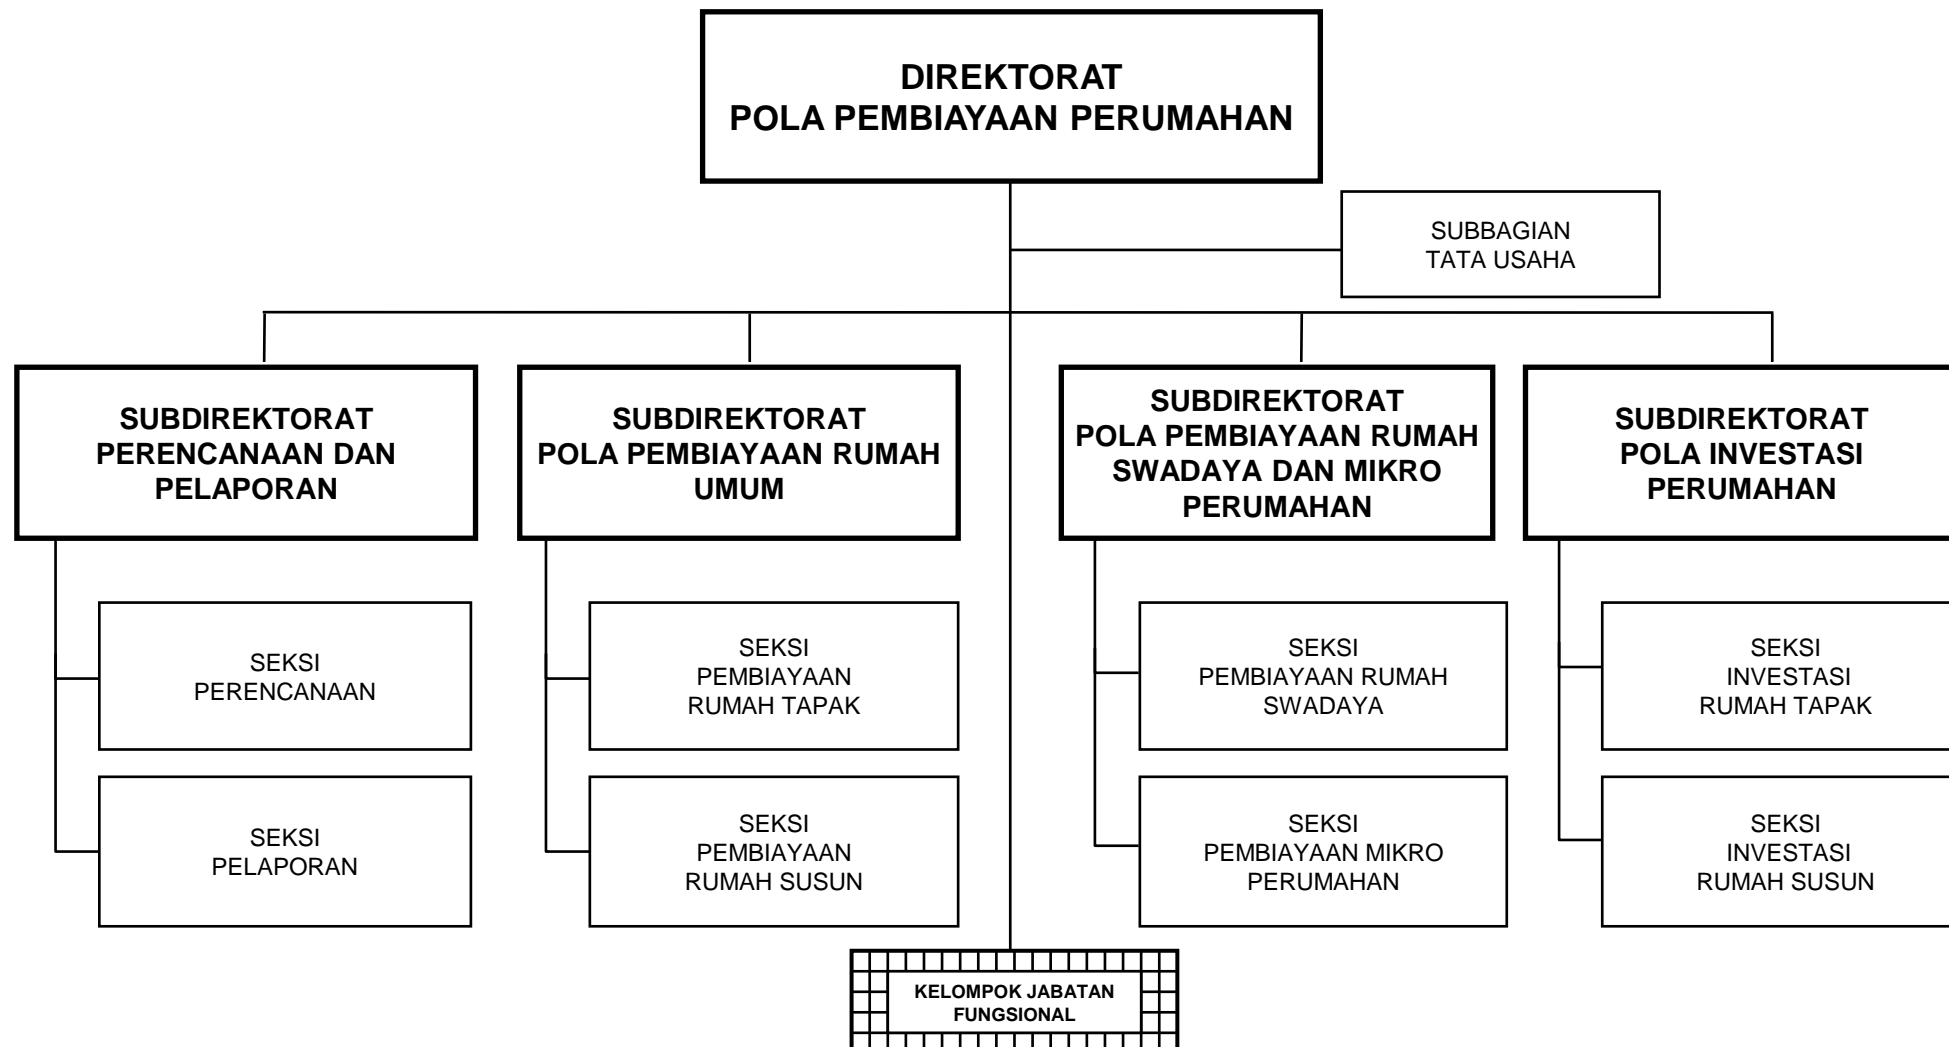 DIREKTORAT
POLA PEMBIAYAAN PERUMAHAN
SUBBAGIAN
TATA USAHA
SUBDIREKTORAT
PERENCANAAN DAN
PELAPORAN
SUBDIREKTORAT
POLA PEMBIAYAAN RUMAH
UMUM
SUBDIREKTORAT
POLA PEMBIAYAAN RUMAH
SWADAYA DAN MIKRO
PERUMAHAN
SUBDIREKTORAT
POLA INVESTASI
PERUMAHAN
SEKSI
PERENCANAAN
SEKSI
PEMBIAYAAN
RUMAH TAPAK
SEKSI
PEMBIAYAAN RUMAH
SWADAYA
SEKSI
INVESTASI
RUMAH TAPAK
SEKSI
PELAPORAN
SEKSI
PEMBIAYAAN
RUMAH SUSUN
SEKSI
PEMBIAYAAN MIKRO
PERUMAHAN
SEKSI
INVESTASI
RUMAH SUSUN
KELOMPOK JABATAN
FUNGSIONAL